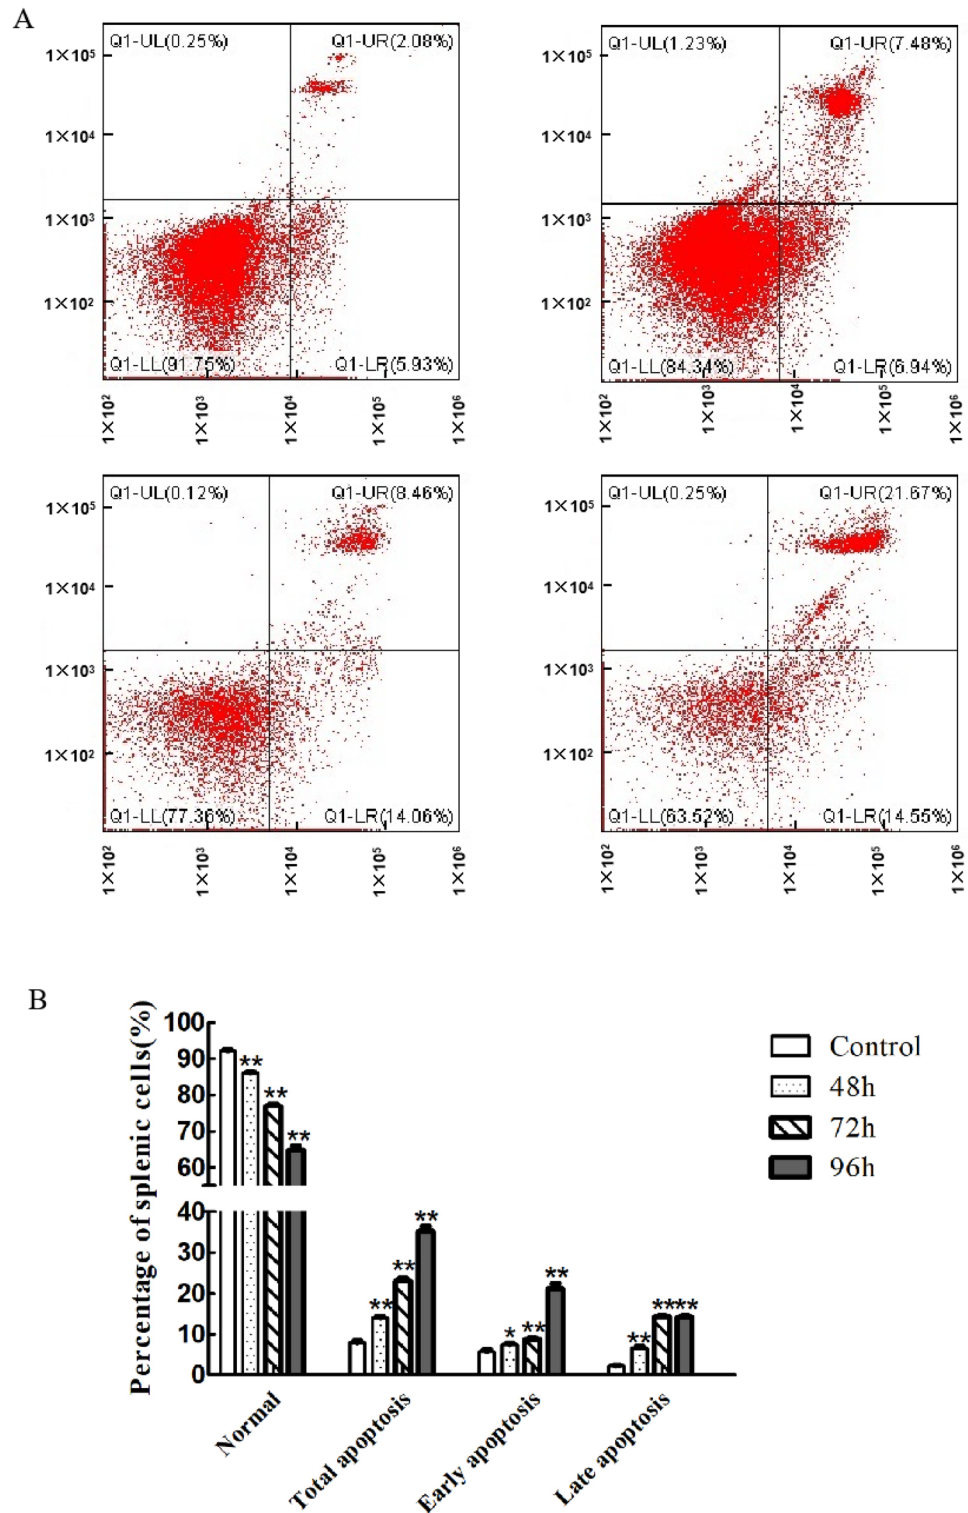 A
Q1-UL(0.25%) Q1-UR(2.08%)
1×10⁵
1×10⁴
1×10³
1×10²
Q1-LL(91.75%) Q1-LR(5.93%)
1×10² 1×10³ 1×10⁴ 1×10⁵ 1×10⁶
Q1-UL(1.23%) Q1-UR(7.48%)
1×10⁵
1×10⁴
1×10³
1×10²
Q1-LL(84.34%) Q1-LR(6.94%)
1×10² 1×10³ 1×10⁴ 1×10⁵ 1×10⁶
Q1-UL(0.12%) Q1-UR(8.46%)
1×10⁵
1×10⁴
1×10³
1×10²
Q1-LL(77.36%) Q1-LR(14.06%)
1×10² 1×10³ 1×10⁴ 1×10⁵ 1×10⁶
Q1-UL(0.25%) Q1-UR(21.67%)
1×10⁵
1×10⁴
1×10³
1×10²
Q1-LL(63.52%) Q1-LR(14.55%)
1×10² 1×10³ 1×10⁴ 1×10⁵ 1×10⁶
B
Percentage of splenic cells(%)
100
90
80
70
60
40
30
20
10
0
** ** **
** ** **
* ** **
** ** **
Normal
Total apoptosis
Early apoptosis
Late apoptosis
Control
48h
72h
96h